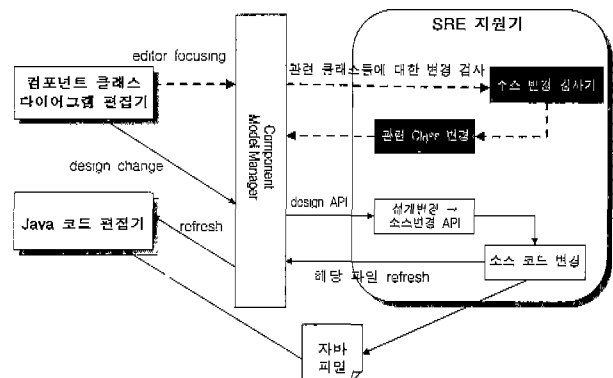 SRE 지원기
editor focusing
컴포넌트 클래스
다이어그램 편집기
관련 클래스들에 대한 변경 검사
소스 변경 검사기
Component
Model Manager
관련 Class 변경
design change
design API
설계변경 →
소스변경 API
Java 코드 편집기
refresh
소스 코드 변경
해당 파일 refresh
자바
파일